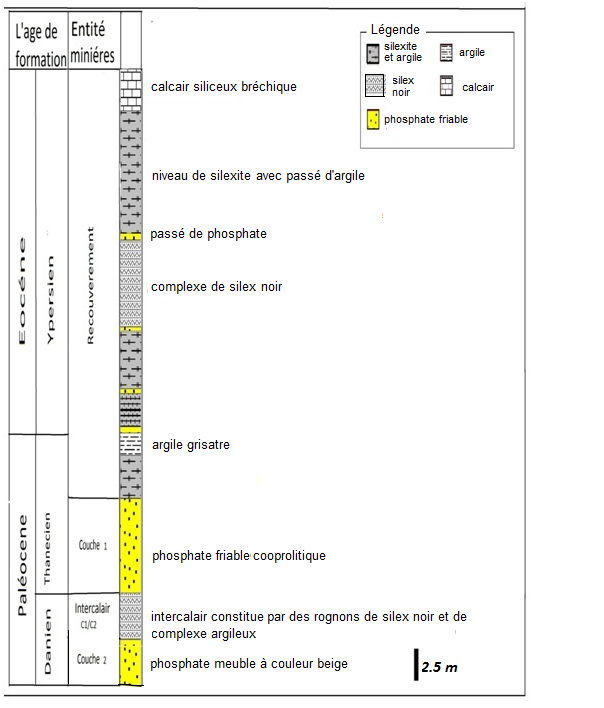 L'age de
formation
Entité
miniéres
Légende
silexite
et argile
argile
silex
noir
calcair
phosphate friable
calcair siliceux bréchique
niveau de silexite avec passé d'argile
passé de phosphate
complexe de silex noir
argile grisatre
phosphate friable cooprolitique
intercalair constitue par des rognons de silex noir et de
complexe argileux
phosphate meuble à couleur beige
Eocéne
Ypersien
Recouverement
Paléocene
Thanecien
Danien
Couche 1
Intercalair
C1/C2
Couche 2
2.5 m